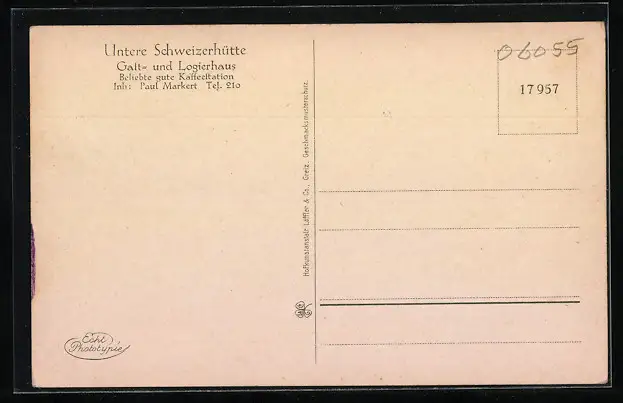 Untere Schweizerhütte
Gaſt- und Logierhaus
Beliebte gute Kaffeeſtation
Inh: Paul Markert Tel. 210
Hofkunstanstalt Löffler & Co., Greiz. Geschmacksmusterschutz.
06055
17957
Echt
Phototypie